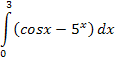 ∫₀³ (cosx − 5ˣ) dx